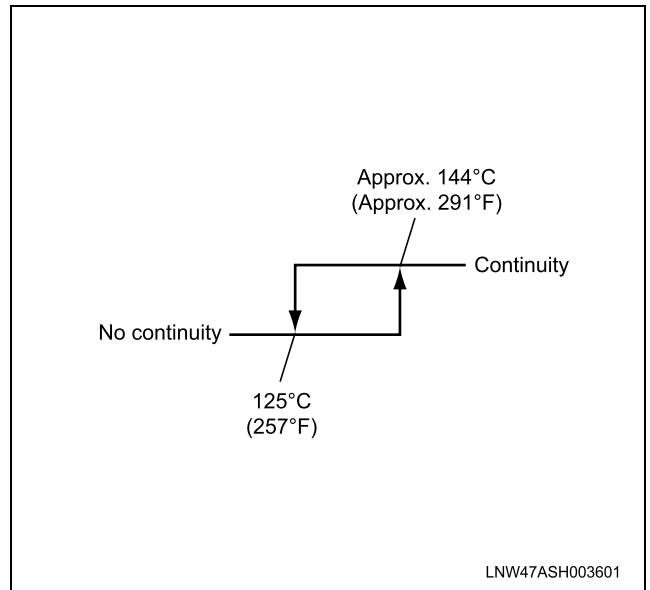 Approx. 144°C
(Approx. 291°F)
Continuity
No continuity
125°C
(257°F)
LNW47ASH003601